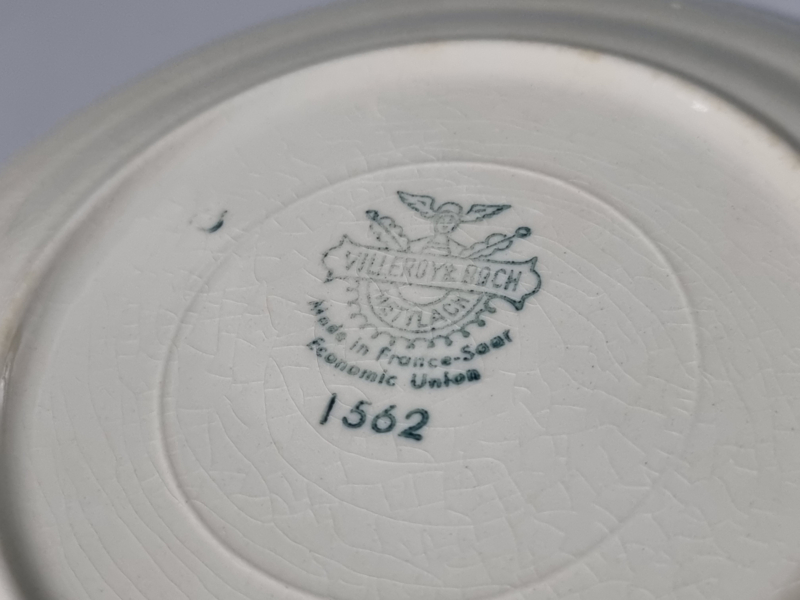 VILLEROY & BOCH
METTLACH
Made in France-Saar
Economic Union
1562